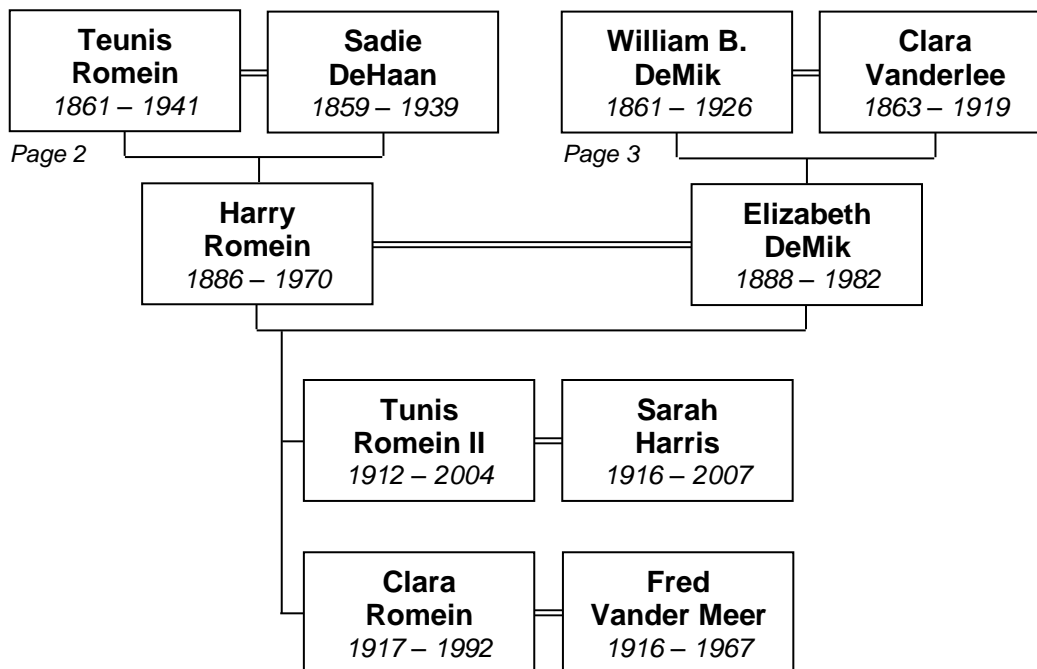 Teunis
Romein
1861 – 1941
Sadie
DeHaan
1859 – 1939
William B.
DeMik
1861 – 1926
Clara
Vanderlee
1863 – 1919
Page 2
Page 3
Harry
Romein
1886 – 1970
Elizabeth
DeMik
1888 – 1982
Tunis
Romein II
1912 – 2004
Sarah
Harris
1916 – 2007
Clara
Romein
1917 – 1992
Fred
Vander Meer
1916 – 1967